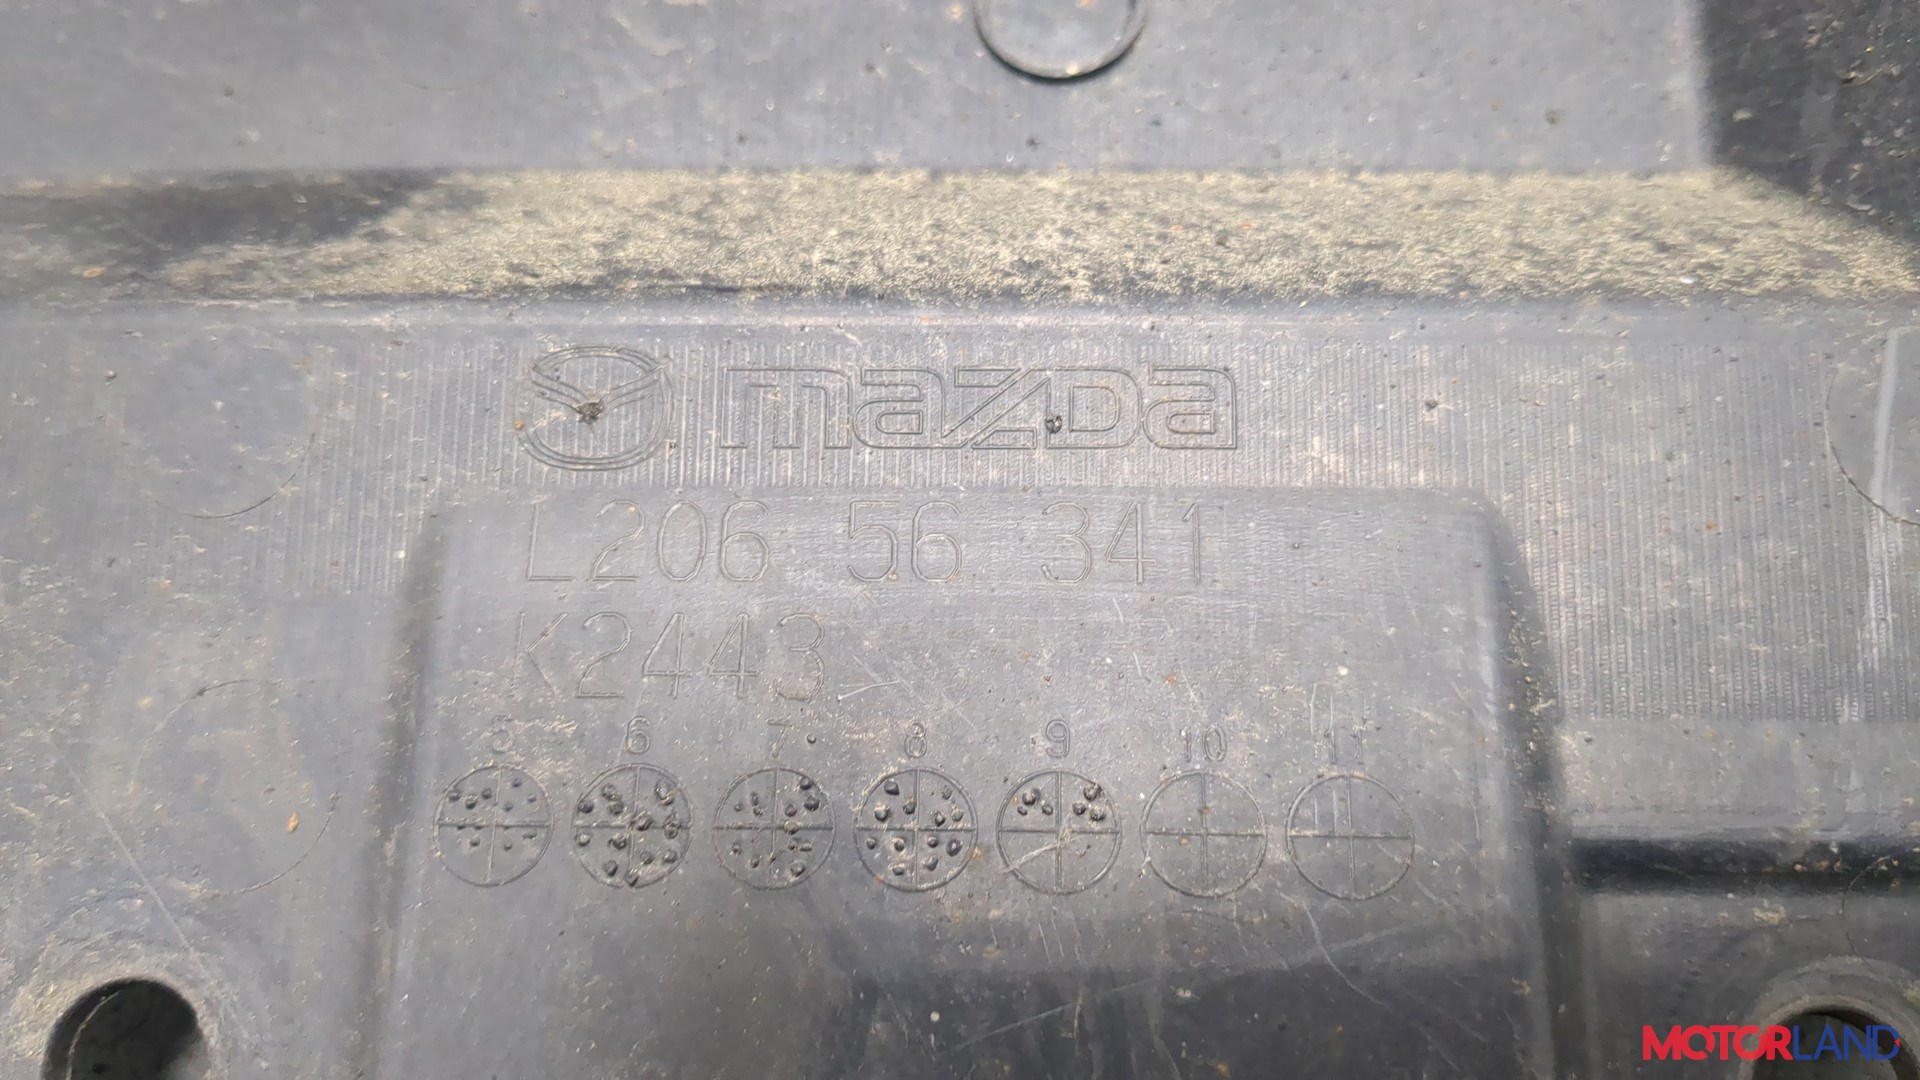 mazda
L206 56 341
K2443
5 6 7 8 9 10 11
MOTORLAND